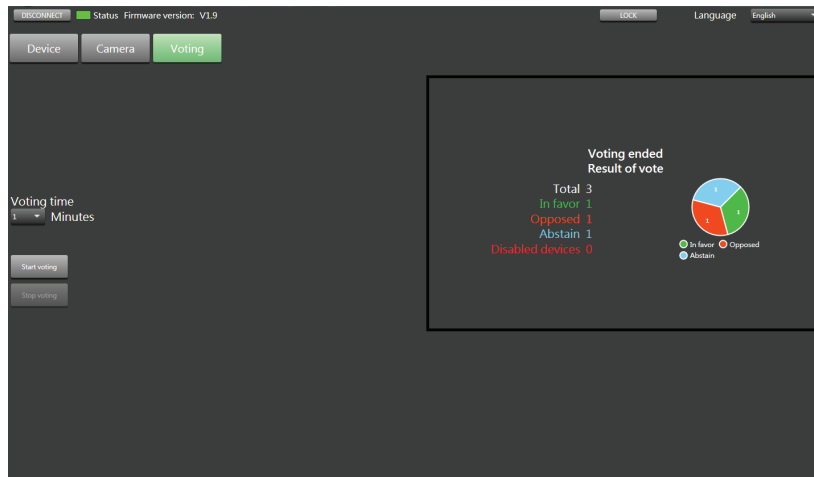 DISCONNECT Status Firmware version: V1.9 LOCK Language English
Device Camera Voting
Voting ended
Result of vote
Total 3
In favor 1
Opposed 1
Abstain 1
Disabled devices 0
1
1
1
In favor Opposed
Abstain
Voting time
1 Minutes
Start voting
Stop voting